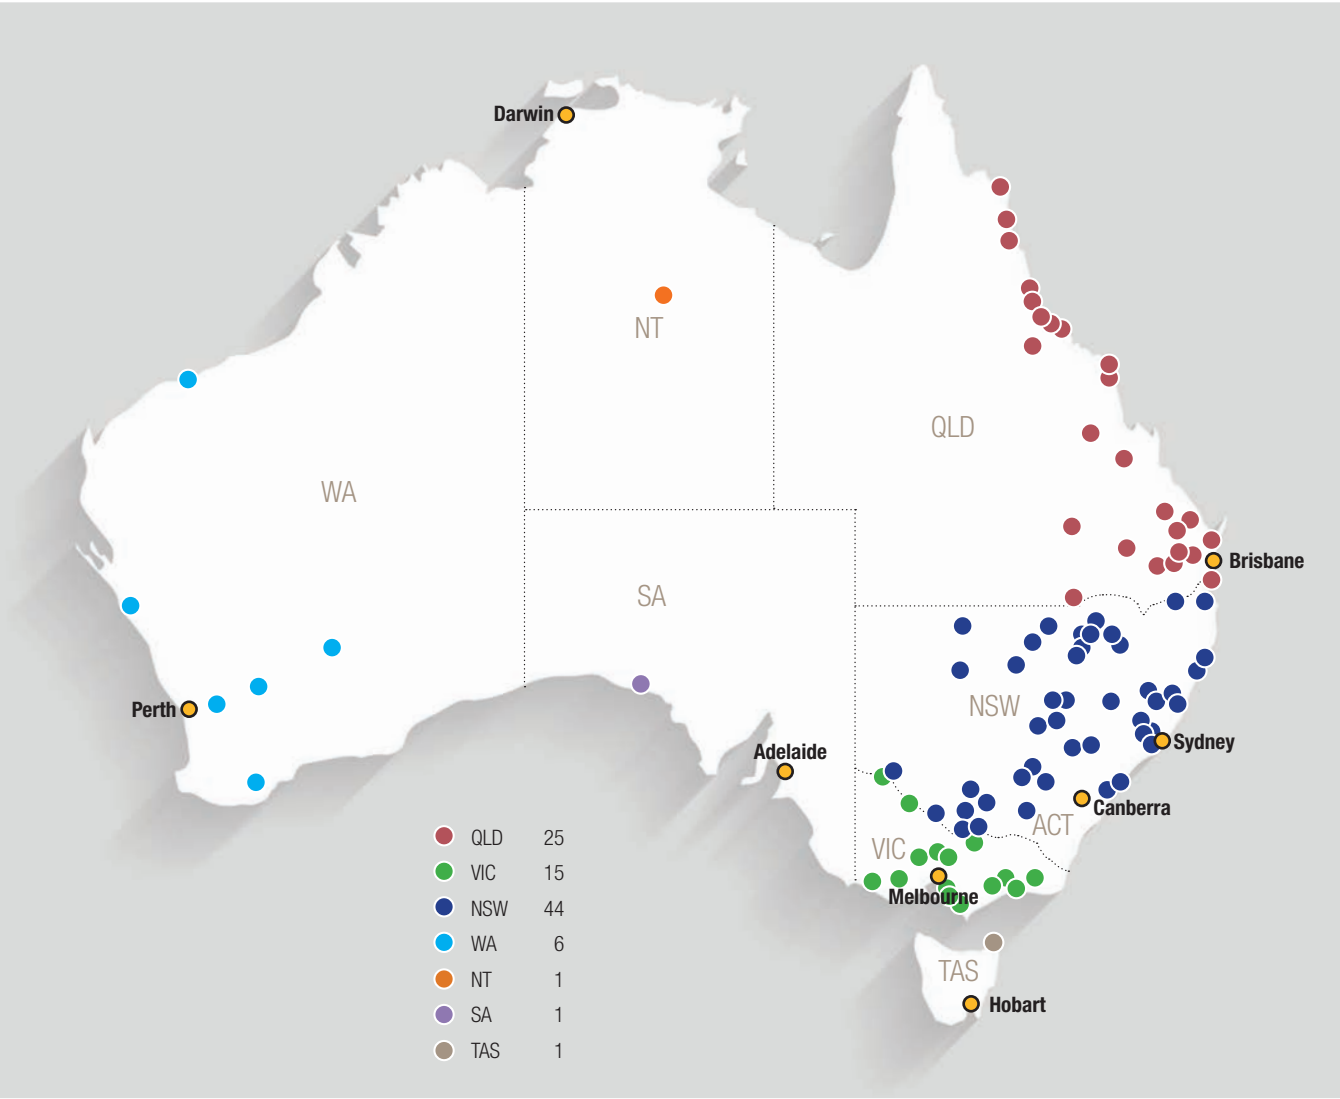 Darwin
NT
QLD
WA
SA
Brisbane
NSW
Perth
Sydney
Adelaide
Canberra
ACT
VIC
Melbourne
TAS
Hobart
QLD 25
VIC 15
NSW 44
WA 6
NT 1
SA 1
TAS 1